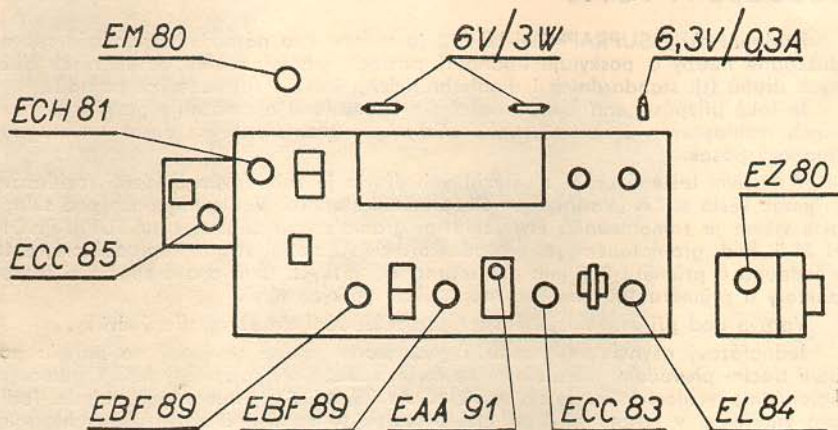 EM 80
6V/3W
6,3V/0,3A
ECH 81
EZ 80
ECC 85
EBF 89
EBF 89
EAA 91
ECC 83
EL 84